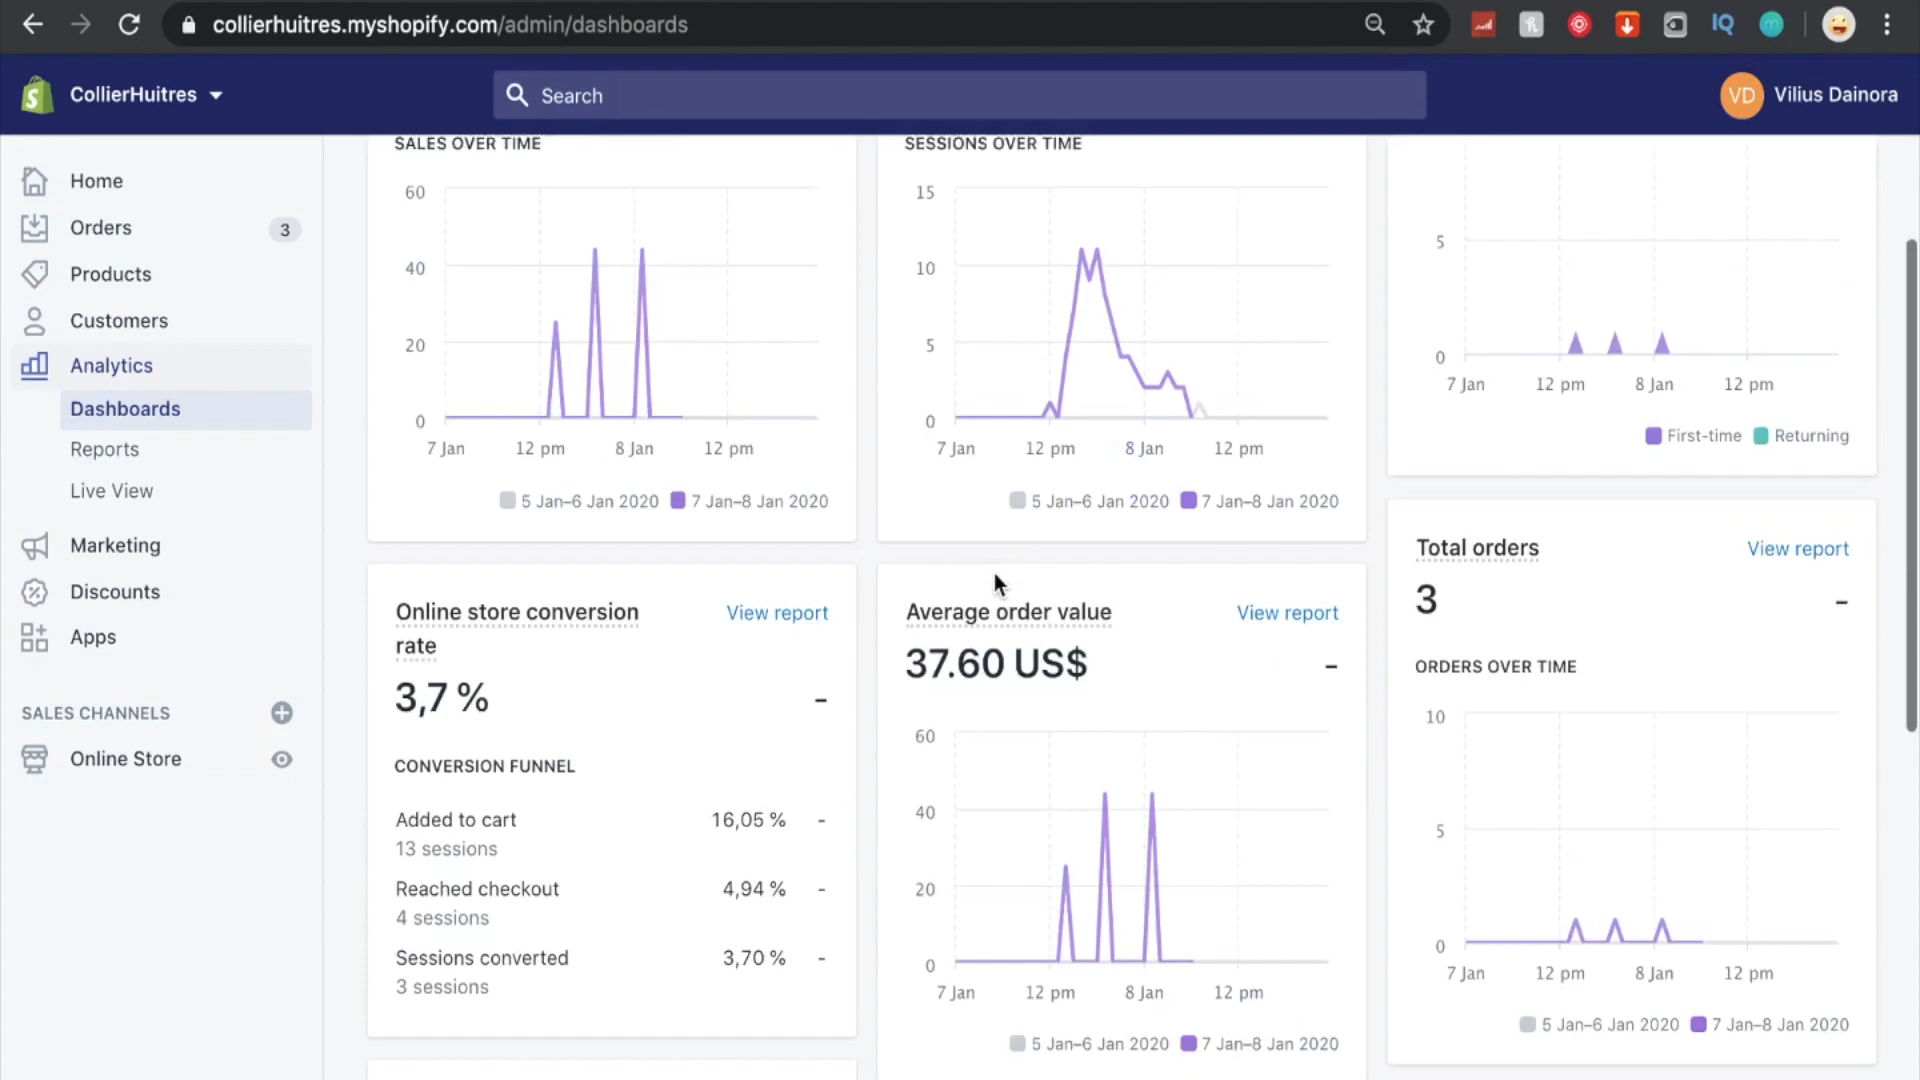 collierhuitres.myshopify.com/admin/dashboards
IQ
CollierHuitres
Search
VD
Vilius Dainora
Home
Orders
3
Products
Customers
Analytics
Dashboards
Reports
Live View
Marketing
Discounts
Apps
SALES CHANNELS
Online Store
SALES OVER TIME
60
40
20
0
7 Jan 12 pm 8 Jan 12 pm
5 Jan–6 Jan 2020 7 Jan–8 Jan 2020
SESSIONS OVER TIME
15
10
5
0
7 Jan 12 pm 8 Jan 12 pm
5 Jan–6 Jan 2020 7 Jan–8 Jan 2020
5
0
7 Jan 12 pm 8 Jan 12 pm
First-time Returning
Online store conversion
rate
View report
3,7 %
-
CONVERSION FUNNEL
Added to cart 16,05 % -
13 sessions
Reached checkout 4,94 % -
4 sessions
Sessions converted 3,70 % -
3 sessions
Average order value View report
37.60 US$ -
60
40
20
0
7 Jan 12 pm 8 Jan 12 pm
5 Jan–6 Jan 2020 7 Jan–8 Jan 2020
Total orders View report
3 -
ORDERS OVER TIME
10
5
0
7 Jan 12 pm 8 Jan 12 pm
5 Jan–6 Jan 2020 7 Jan–8 Jan 2020